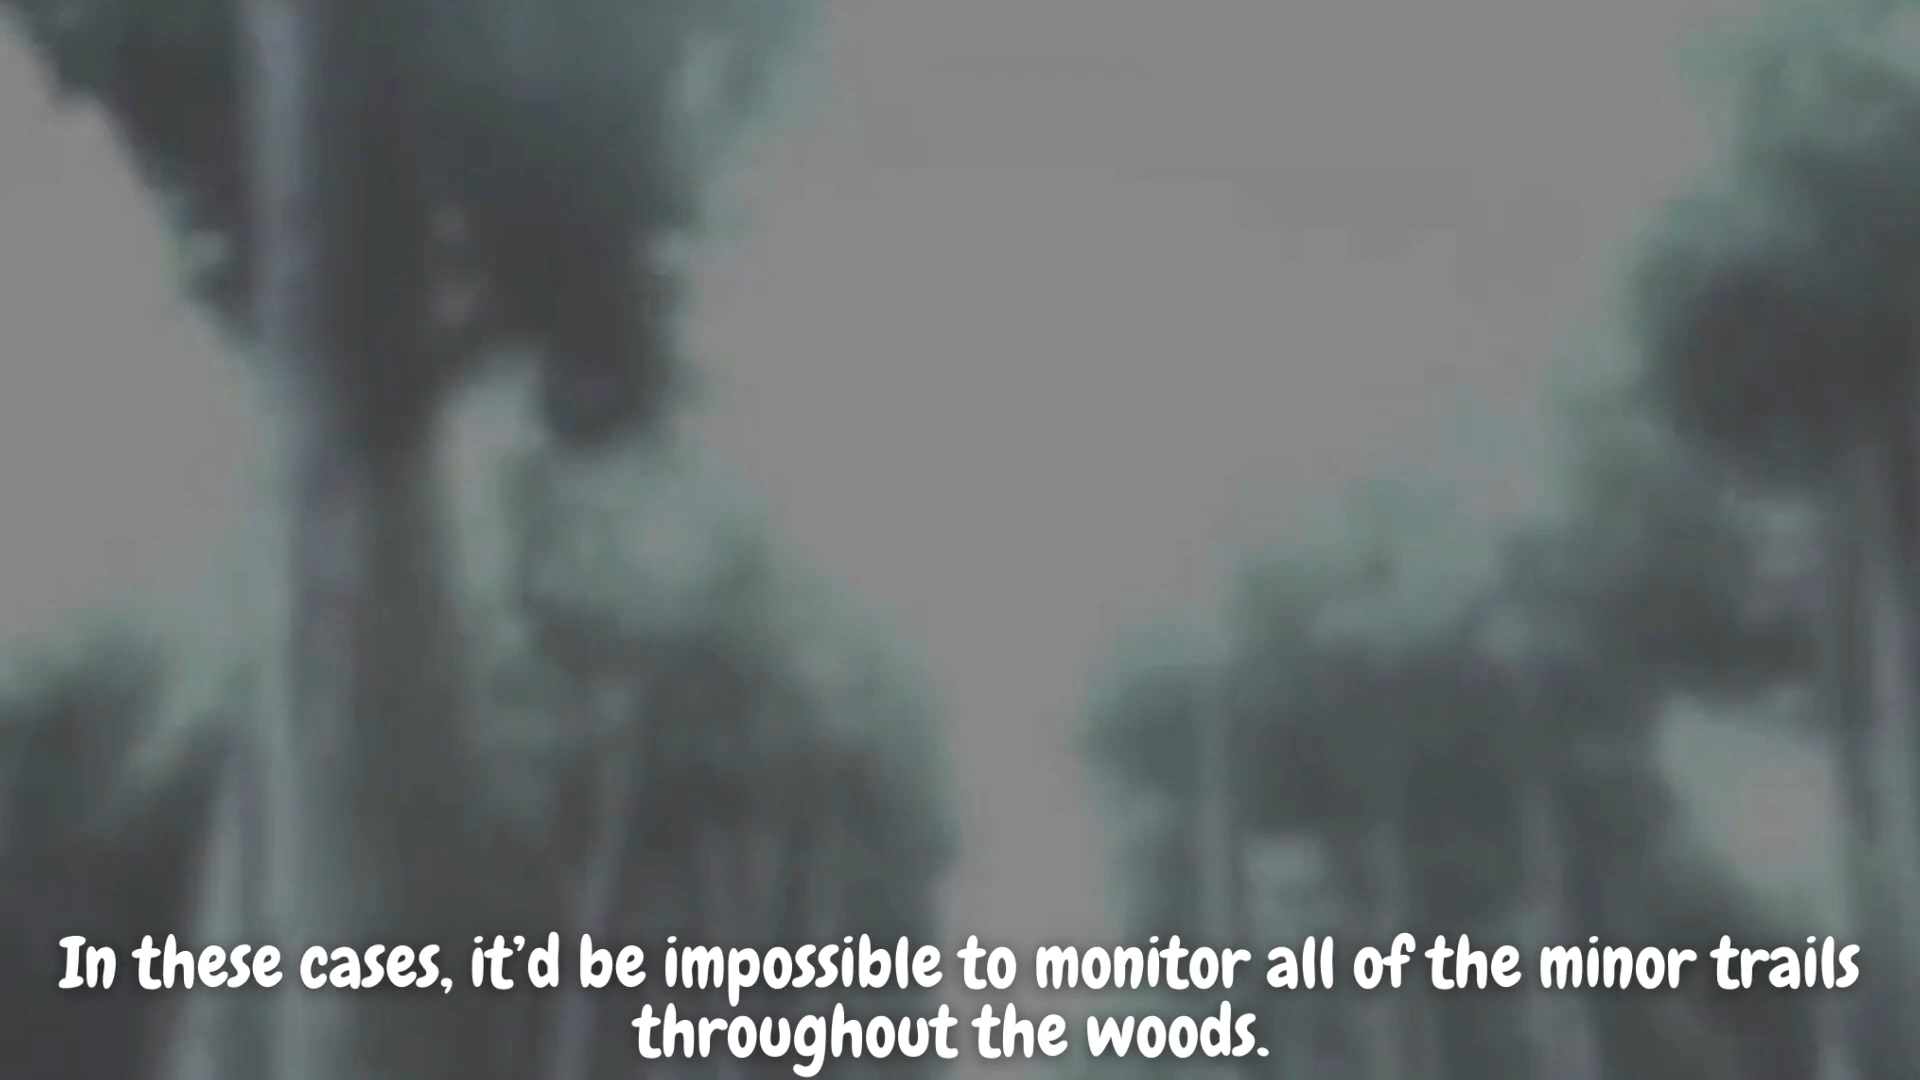 In these cases, it’d be impossible to monitor all of the minor trails
throughout the woods.